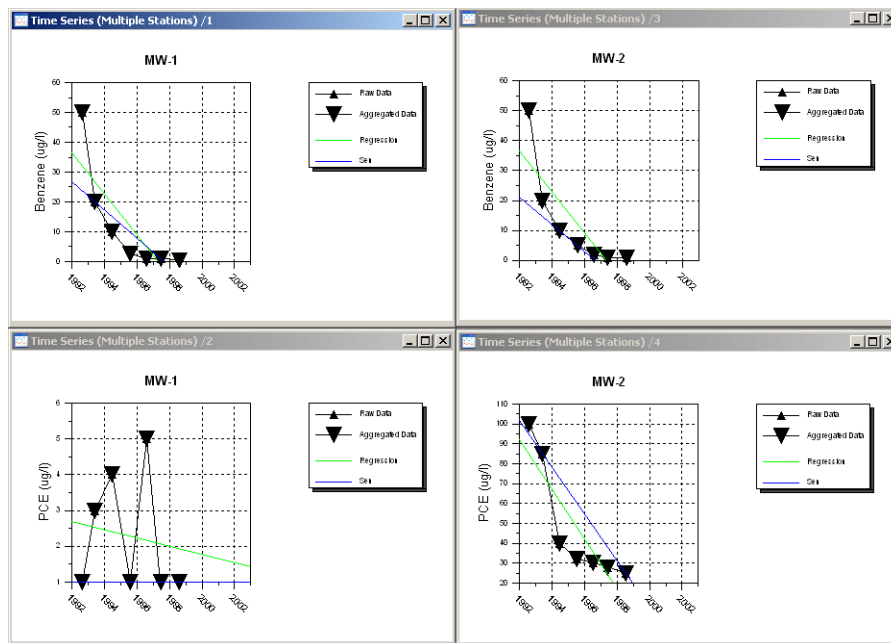 Time Series (Multiple Stations) /1
MW-1
Benzene (ug/l)
60
50
40
30
20
10
0
1992
1994
1996
1998
2000
2002
Raw Data
Aggregated Data
Regression
Sen
Time Series (Multiple Stations) /3
MW-2
Benzene (ug/l)
60
50
40
30
20
10
0
1992
1994
1996
1998
2000
2002
Raw Data
Aggregated Data
Regression
Sen
Time Series (Multiple Stations) /2
MW-1
PCE (ug/l)
6
5
4
3
2
1
1992
1994
1996
1998
2000
2002
Raw Data
Aggregated Data
Regression
Sen
Time Series (Multiple Stations) /4
MW-2
PCE (ug/l)
110
100
90
80
70
60
50
40
30
20
1992
1994
1996
1998
2000
2002
Raw Data
Aggregated Data
Regression
Sen